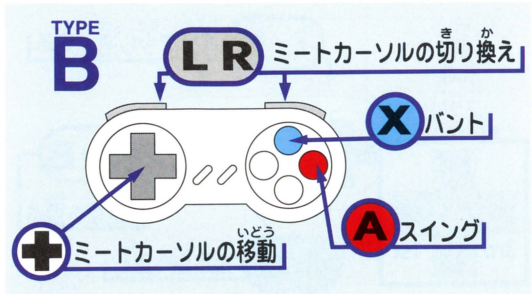 TYPE
B
L R ミートカーソルの切り換え
き か
X バント
A スイング
いどう
ミートカーソルの移動